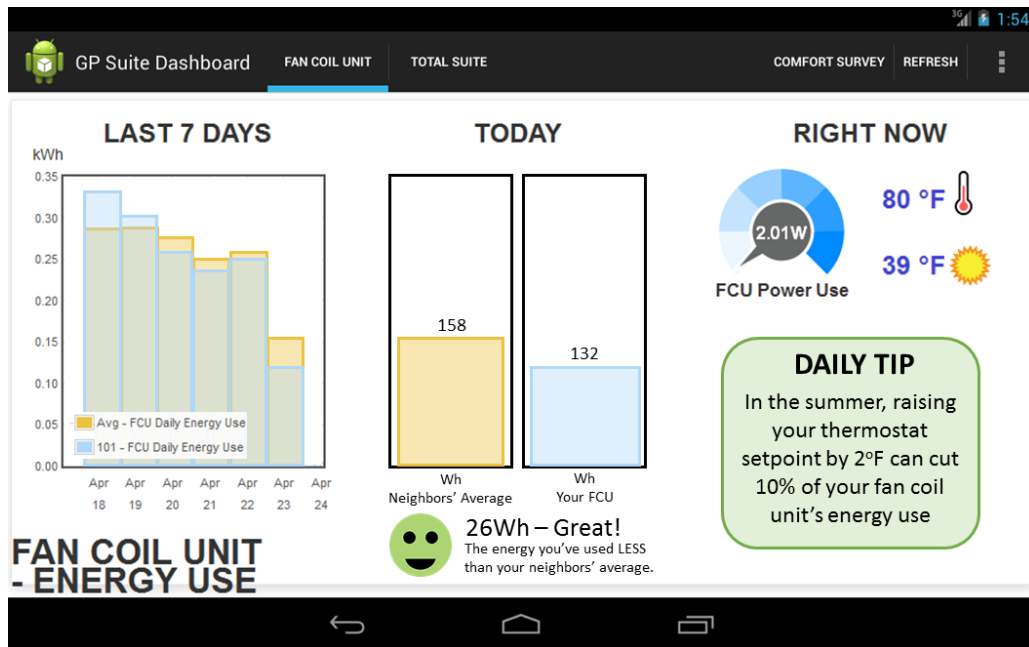 3G 1:54
GP Suite Dashboard FAN COIL UNIT TOTAL SUITE COMFORT SURVEY REFRESH
LAST 7 DAYS
kWh
0.35
0.30
0.25
0.20
0.15
0.10
0.05
0.00
Avg - FCU Daily Energy Use
101 - FCU Daily Energy Use
Apr Apr Apr Apr Apr Apr Apr
18 19 20 21 22 23 24
FAN COIL UNIT
- ENERGY USE
TODAY
158
132
Wh
Neighbors' Average
Wh
Your FCU
26Wh – Great!
The energy you've used LESS
than your neighbors' average.
RIGHT NOW
2.01W
FCU Power Use
80 °F
39 °F
DAILY TIP
In the summer, raising
your thermostat
setpoint by 2°F can cut
10% of your fan coil
unit's energy use